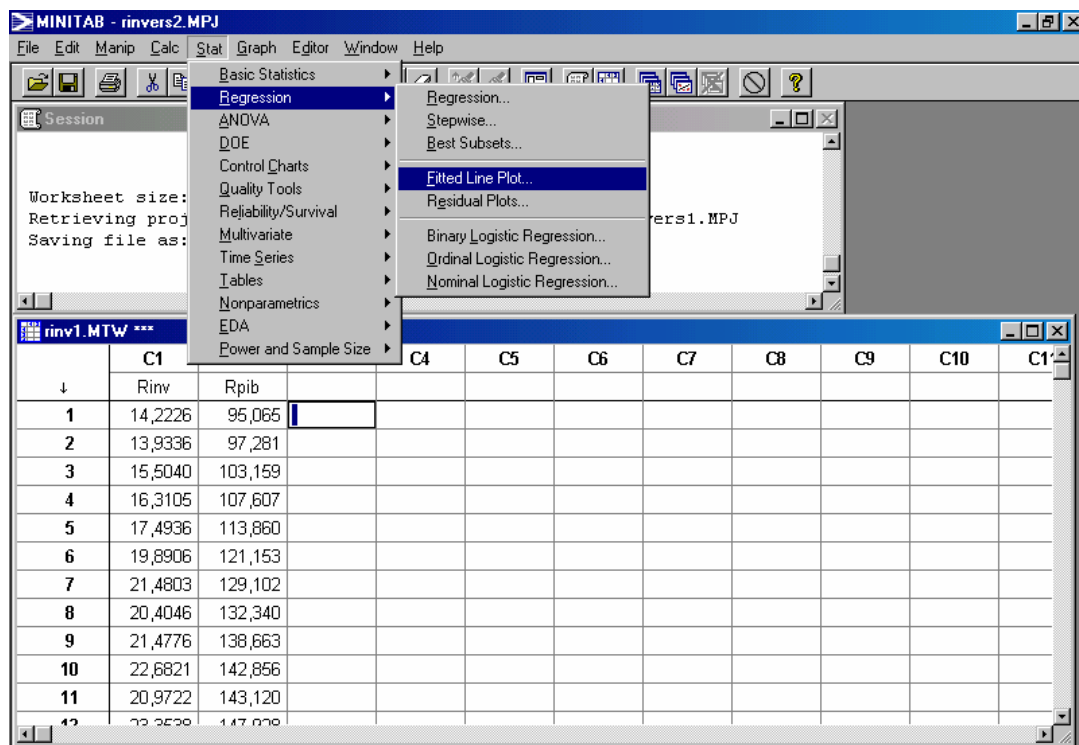 MINITAB - rinvers2.MPJ
File Edit Manip Calc Stat Graph Editor Window Help
Session
Worksheet size:
Retrieving proj
ers1.MPJ
Saving file as:
Basic Statistics
Regression
ANOVA
DOE
Control Charts
Quality Tools
Reliability/Survival
Multivariate
Time Series
Tables
Nonparametrics
EDA
Power and Sample Size
Regression...
Stepwise...
Best Subsets...
Fitted Line Plot...
Residual Plots...
Binary Logistic Regression...
Ordinal Logistic Regression...
Nominal Logistic Regression...
rinv1.MTW ***
C1 C4 C5 C6 C7 C8 C9 C10 C11
↓ Rinv Rpib
1 14,2226 95,065
2 13,9336 97,281
3 15,5040 103,159
4 16,3105 107,607
5 17,4936 113,860
6 19,8906 121,153
7 21,4803 129,102
8 20,4046 132,340
9 21,4776 138,663
10 22,6821 142,856
11 20,9722 143,120
12